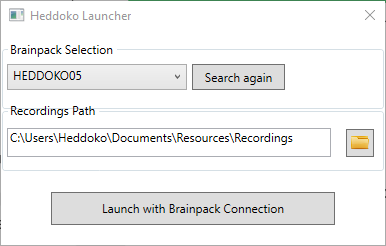 Heddoko Launcher
Brainpack Selection
HEDDOKO05
Search again
Recordings Path
C:\Users\Heddoko\Documents\Resources\Recordings
Launch with Brainpack Connection